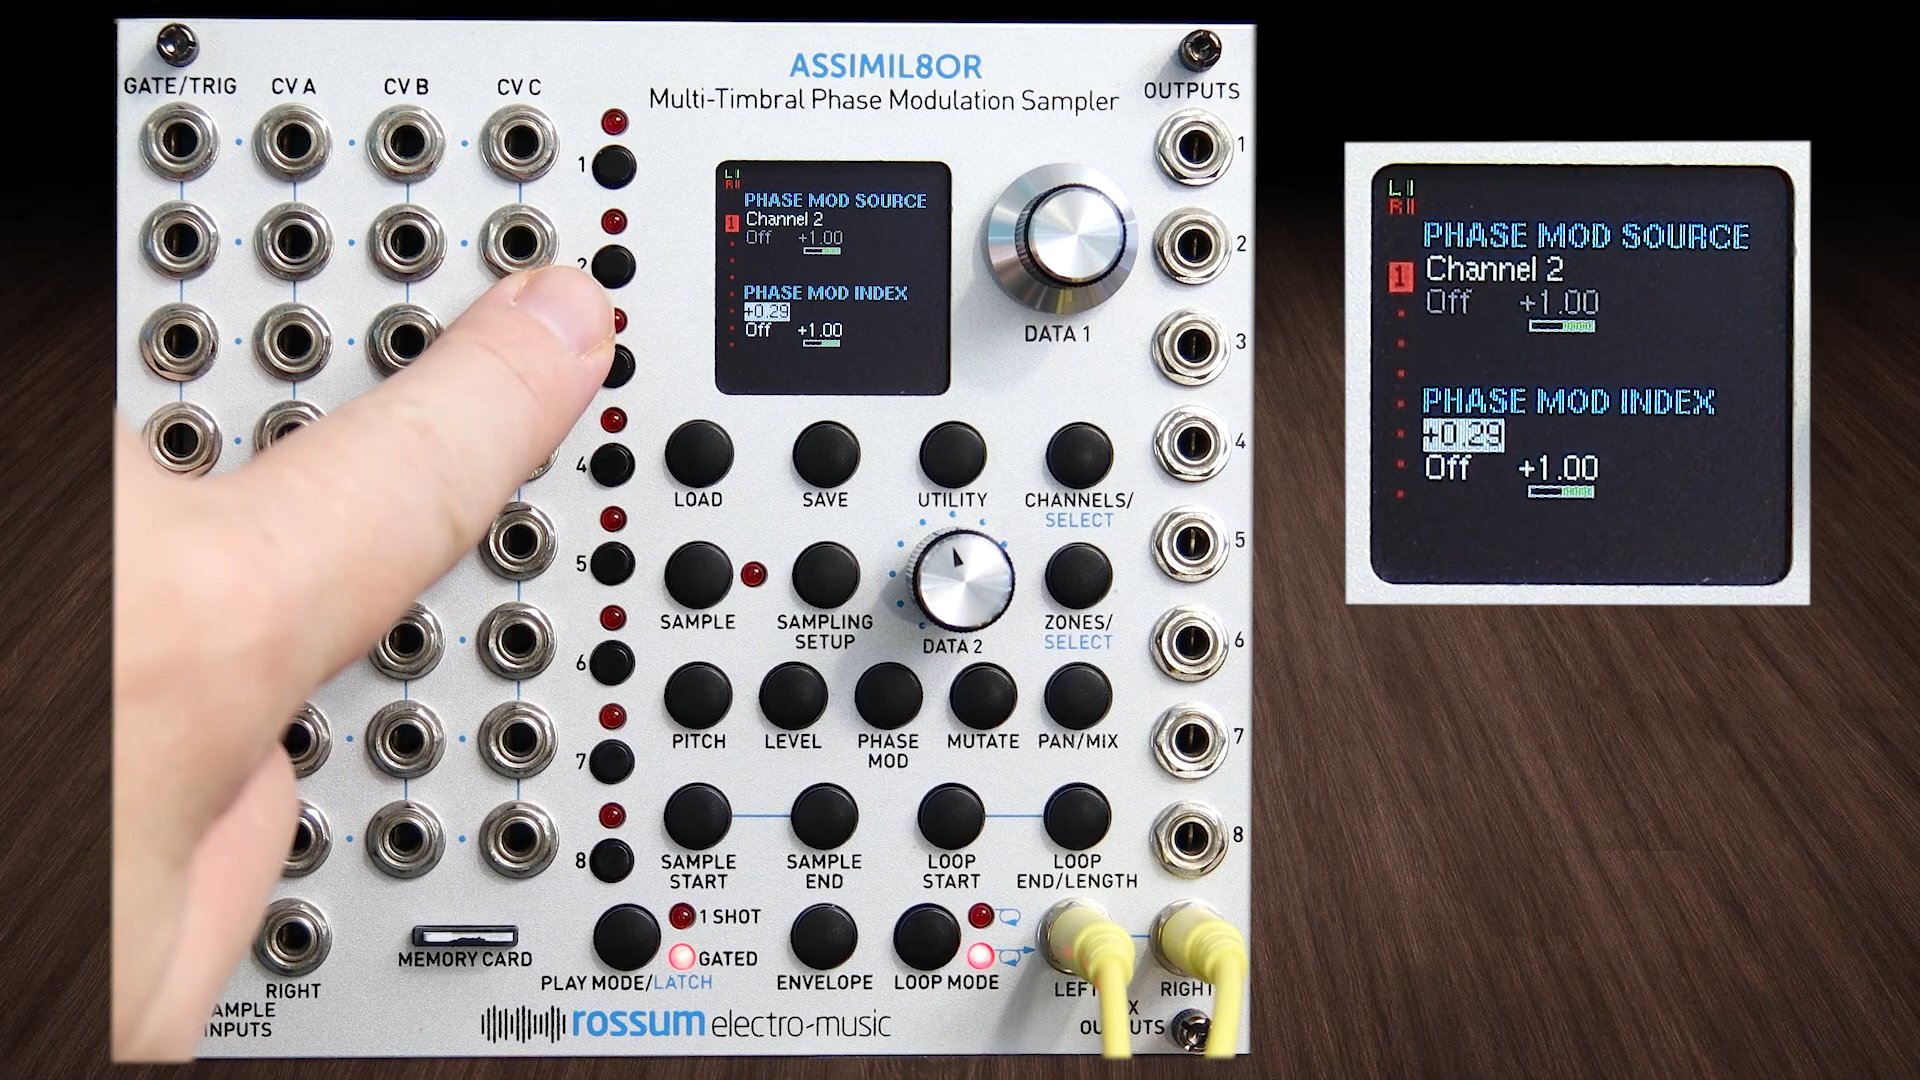 ASSIMIL8OR
Multi-Timbral Phase Modulation Sampler
GATE/TRIG
CV A
CV B
CV C
OUTPUTS
1
2
4
5
6
7
8
L I
R II
PHASE MOD SOURCE
1 Channel 2
Off +1.00
PHASE MOD INDEX
+0.29
Off +1.00
DATA 1
1
2
3
4
5
6
7
8
LOAD
SAVE
UTILITY
CHANNELS/
SELECT
SAMPLE
SAMPLING
SETUP
DATA 2
ZONES/
SELECT
PITCH
LEVEL
PHASE
MOD
MUTATE
PAN/MIX
SAMPLE
START
SAMPLE
END
LOOP
START
LOOP
END/LENGTH
1 SHOT
GATED
PLAY MODE/LATCH
ENVELOPE
LOOP MODE
LEFT
RIGHT
MEMORY CARD
RIGHT
rossum electro-music
L I
R II
PHASE MOD SOURCE
1 Channel 2
Off +1.00
PHASE MOD INDEX
+0.29
Off +1.00